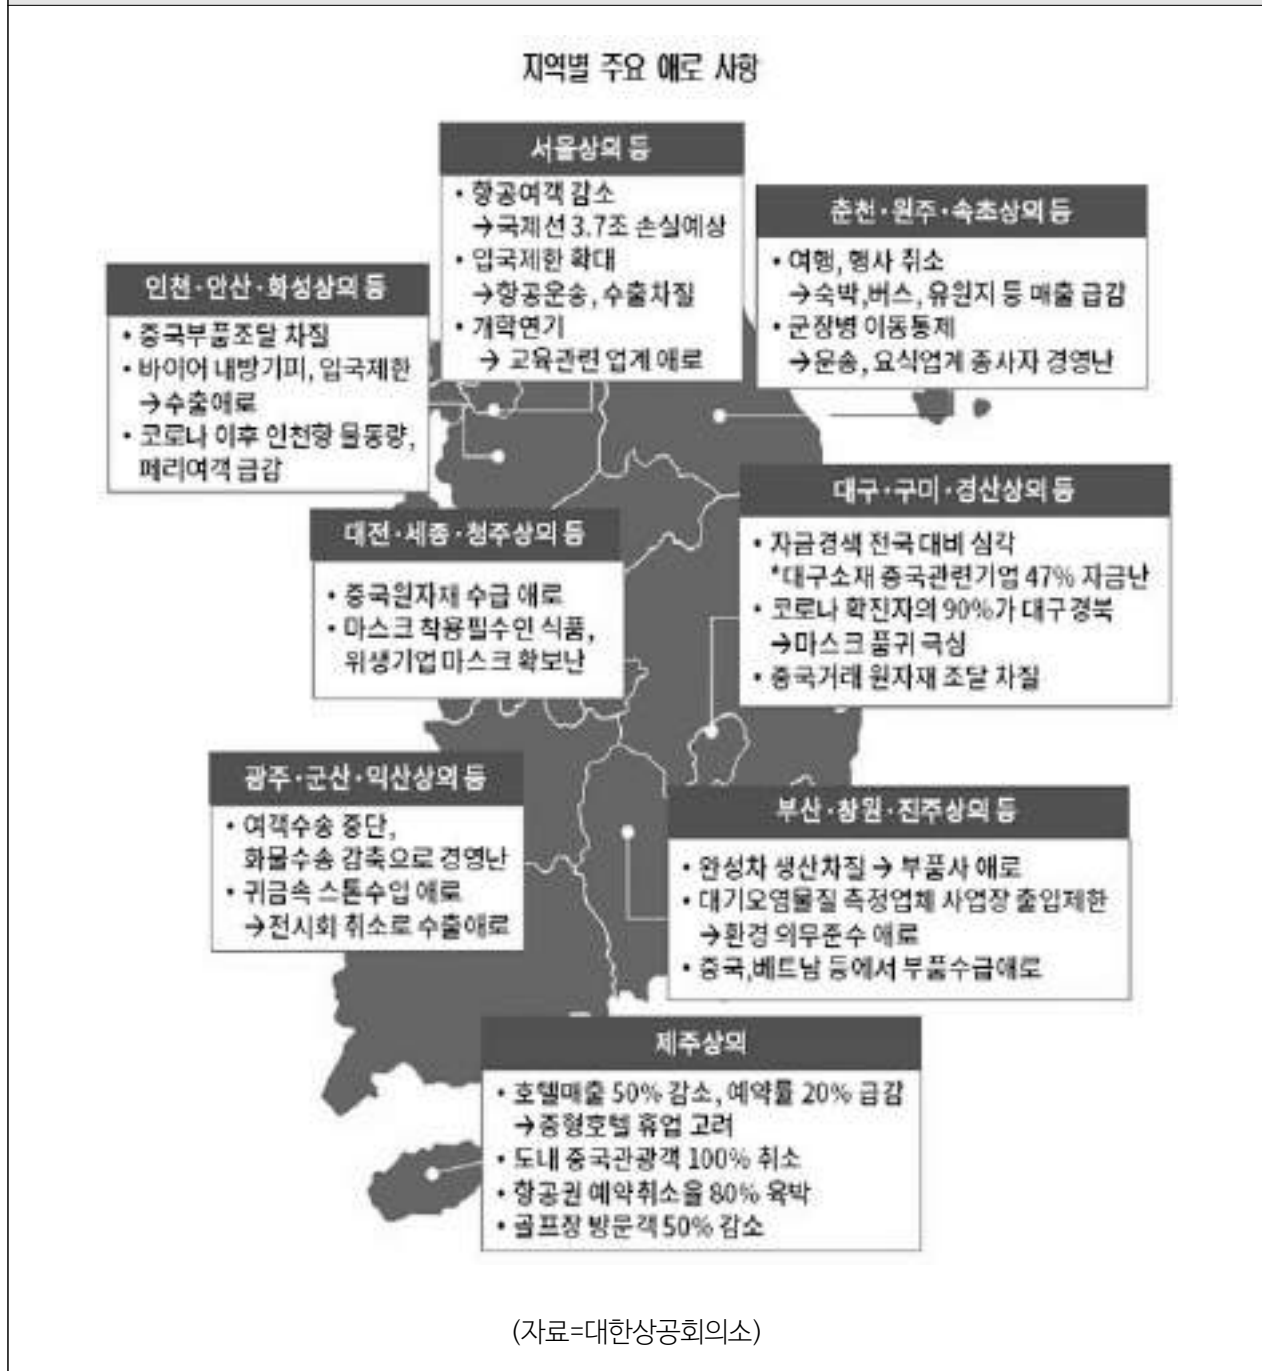 지역별 주요 애로 사항
서울상의 등
• 항공여객 감소
→국제선 3.7조 손실예상
• 입국제한 확대
→항공운송, 수출차질
• 개학연기
→ 교육관련 업계 애로
춘천·원주·속초상의 등
• 여행, 행사 취소
→숙박,버스, 유원지 등 매출 급감
• 군장병 이동통제
→운송, 요식업계 종사자 경영난
인천·안산·화성상의 등
• 중국부품조달 차질
• 바이어 내방기피, 입국제한
→수출애로
• 코로나 이후 인천항 물동량,
페리여객 급감
대구·구미·경산상의 등
• 자금경색 전국 대비 심각
*대구소재 중국관련기업 47% 자금난
• 코로나 확진자의 90%가 대구경북
→마스크 품귀 극심
• 중국거래 원자재 조달 차질
대전·세종·청주상의 등
• 중국원자재 수급 애로
• 마스크 착용필수인 식품,
위생기업 마스크 확보난
광주·군산·익산상의 등
• 여객수송 중단,
화물수송 감축으로 경영난
• 귀금속 스톤수입 애로
→전시회 취소로 수출애로
부산·창원·진주상의 등
• 완성차 생산차질 → 부품사 애로
• 대기오염물질 측정업체 사업장 출입제한
→환경 의무준수 애로
• 중국,베트남 등에서 부품수급애로
제주상의
• 호텔매출 50% 감소, 예약률 20% 급감
→중형호텔 휴업 고려
• 도내 중국관광객 100% 취소
• 항공권 예약취소율 80% 육박
• 골프장 방문객 50% 감소
(자료=대한상공회의소)